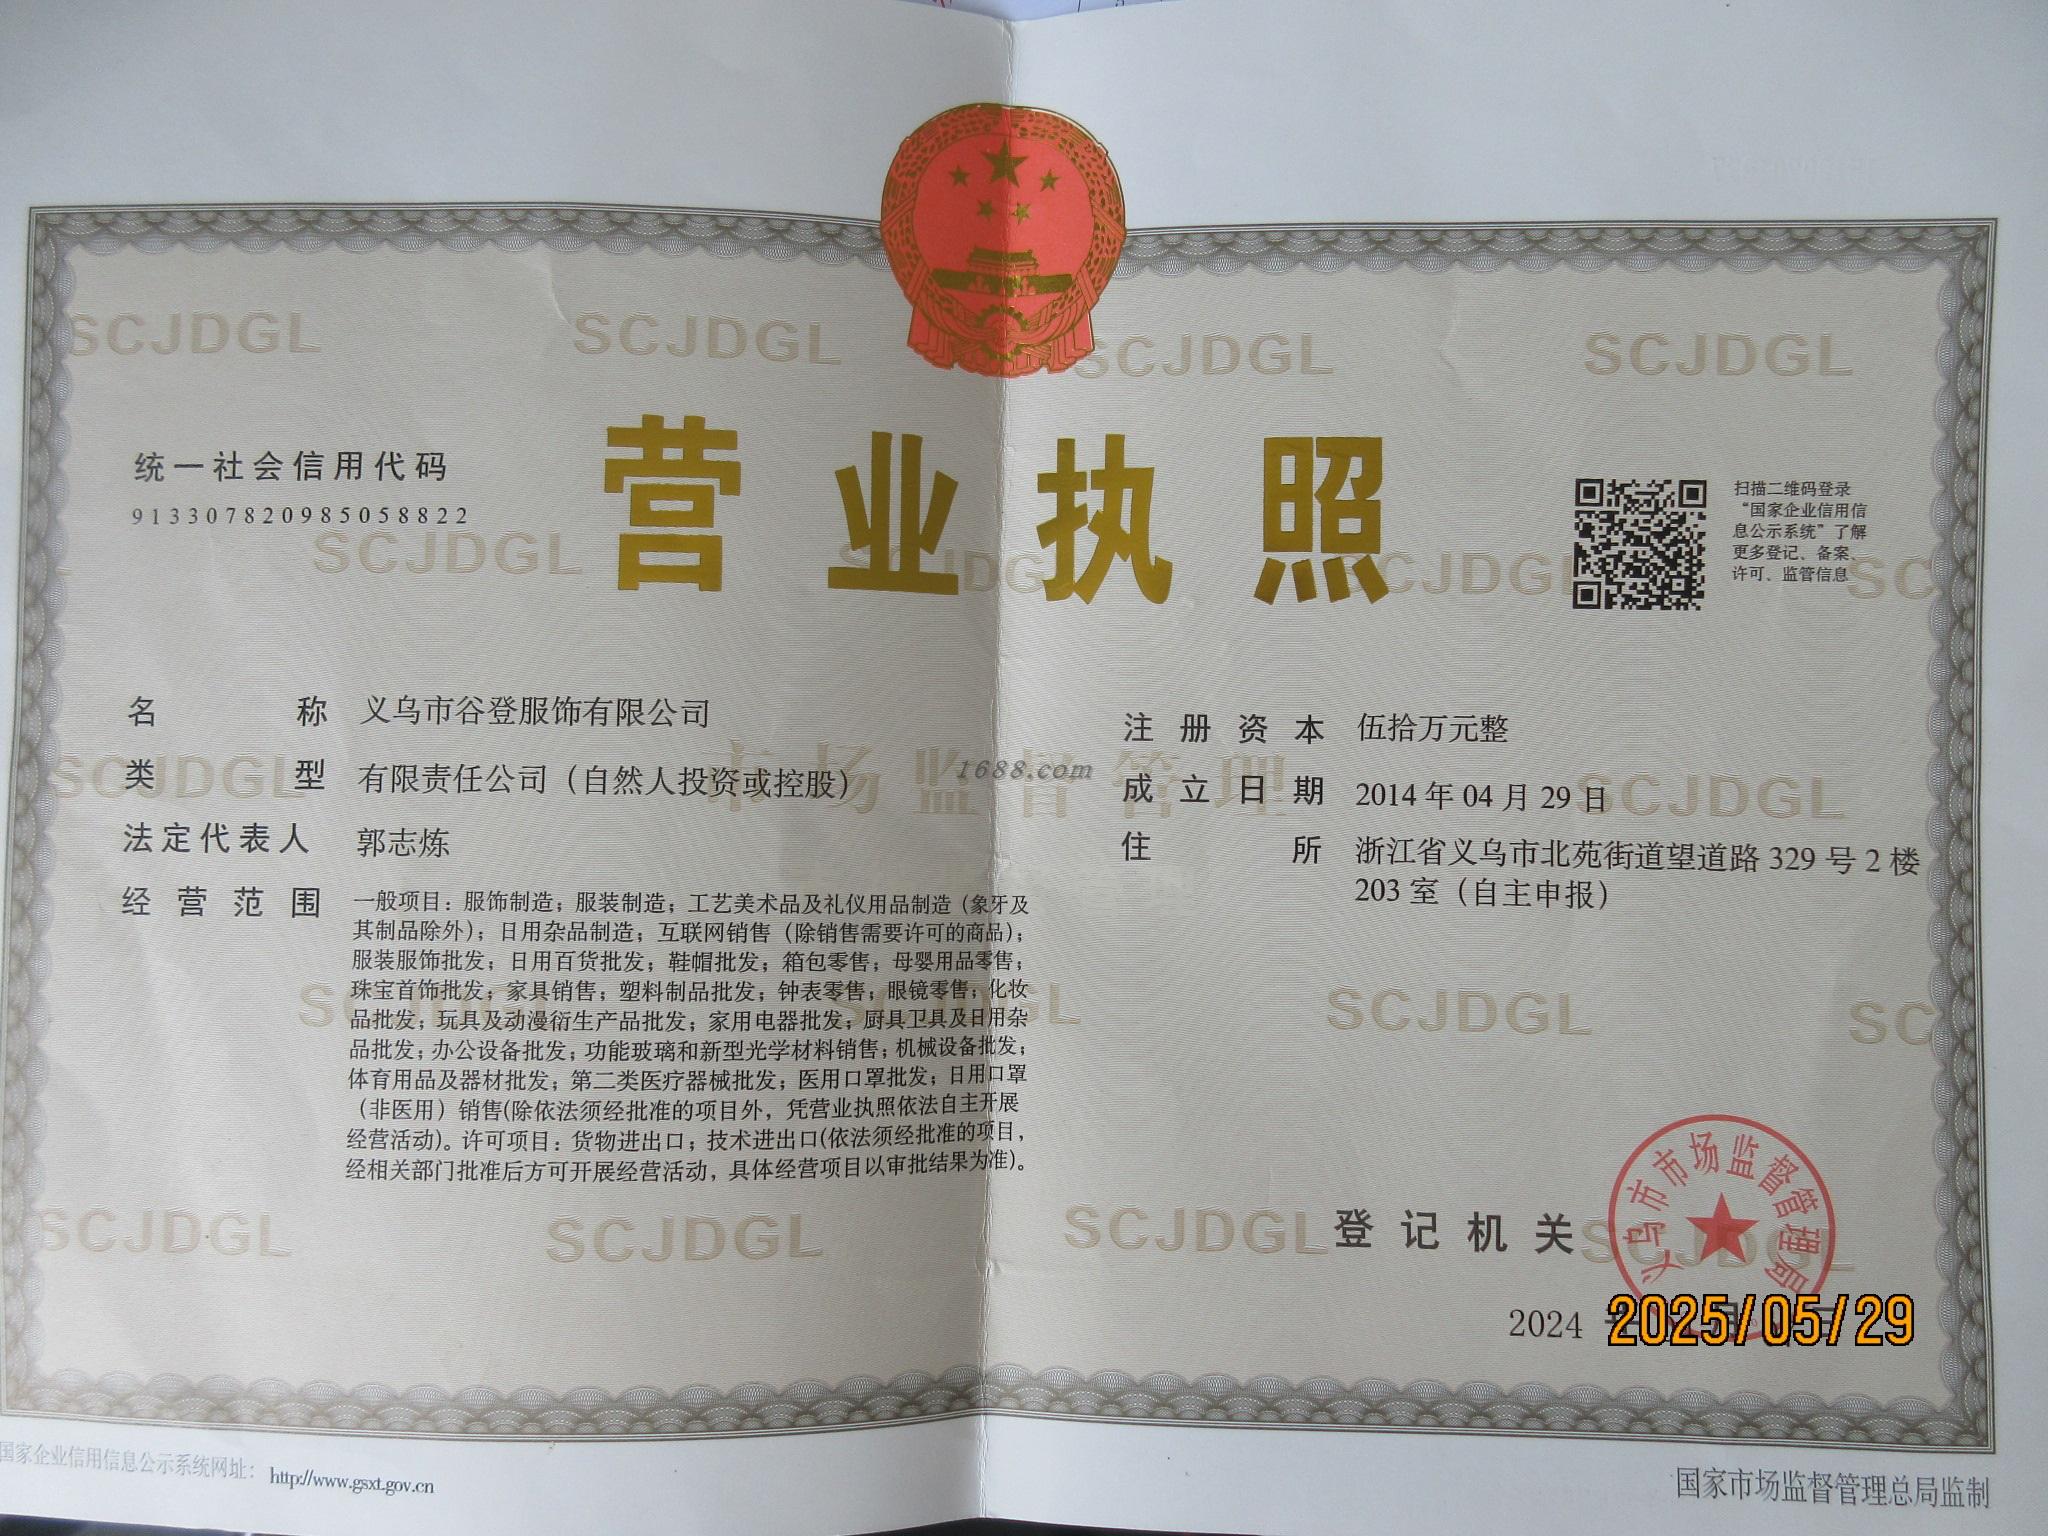 营业执照
统一社会信用代码
913307820985058822
扫描二维码登录
“国家企业信用信
息公示系统”了解
更多登记、备案、
许可、监管信息
名称 义乌市谷登服饰有限公司
类型 有限责任公司（自然人投资或控股）
法定代表人 郭志炼
经营范围 一般项目：服饰制造；服装制造；工艺美术品及礼仪用品制造（象牙及
其制品除外）；日用杂品制造；互联网销售（除销售需要许可的商品）；
服装服饰批发；日用百货批发；鞋帽批发；箱包零售；母婴用品零售；
珠宝首饰批发；家具销售；塑料制品批发；钟表零售；眼镜零售；化妆
品批发；玩具及动漫衍生产品批发；家用电器批发；厨具卫具及日用杂
品批发；办公设备批发；功能玻璃和新型光学材料销售；机械设备批发；
体育用品及器材批发；第二类医疗器械批发；医用口罩批发；日用口罩
（非医用）销售(除依法须经批准的项目外，凭营业执照依法自主开展
经营活动)。许可项目：货物进出口；技术进出口(依法须经批准的项目，
经相关部门批准后方可开展经营活动，具体经营项目以审批结果为准)。
注册资本 伍拾万元整
成立日期 2014 年 04 月 29 日
住所 浙江省义乌市北苑街道望道路 329 号 2 楼
203 室（自主申报）
市场监督管理
1688.com
登记机关
义乌市市场监督管理局
2024
2025/05/29
国家企业信用信息公示系统网址：http://www.gsxt.gov.cn
国家市场监督管理总局监制
SCJDGL
SCJDGL
SCJDGL
SCJDGL
SCJDGL
SCJDGL
SCJDGL
SCJDGL
SCJDGL
SCJDGL
SCJDGL
SCJDGL